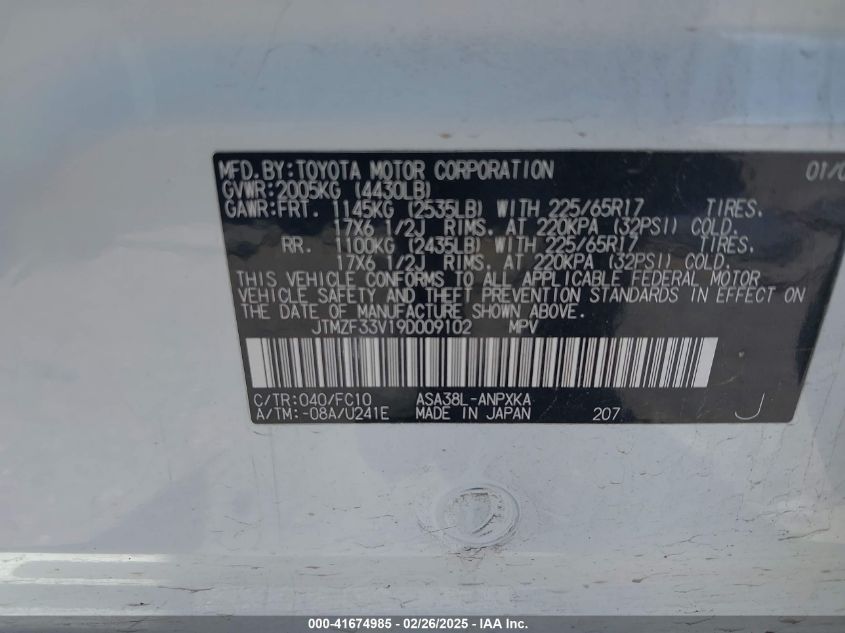 MFD.BY:TOYOTA MOTOR CORPORATION 01/0
GVWR:2005KG (4430LB)
GAWR:FRT. 1145KG (2535LB) WITH 225/65R17 TIRES.
17X6 1/2J RIMS. AT 220KPA (32PSI) COLD.
RR. 1100KG (2435LB) WITH 225/65R17 TIRES.
17X6 1/2J RIMS. AT 220KPA (32PSI) COLD.
THIS VEHICLE CONFORMS TO ALL APPLICABLE FEDERAL MOTOR
VEHICLE SAFETY AND THEFT PREVENTION STANDARDS IN EFFECT ON
THE DATE OF MANUFACTURE SHOWN ABOVE.
JTMZF33V19D009102 MPV
C/TR:040/FC10 ASA38L-ANPXKA
A/TM:-08A/U241E MADE IN JAPAN 207 J
000-41674985 - 02/26/2025 - IAA Inc.